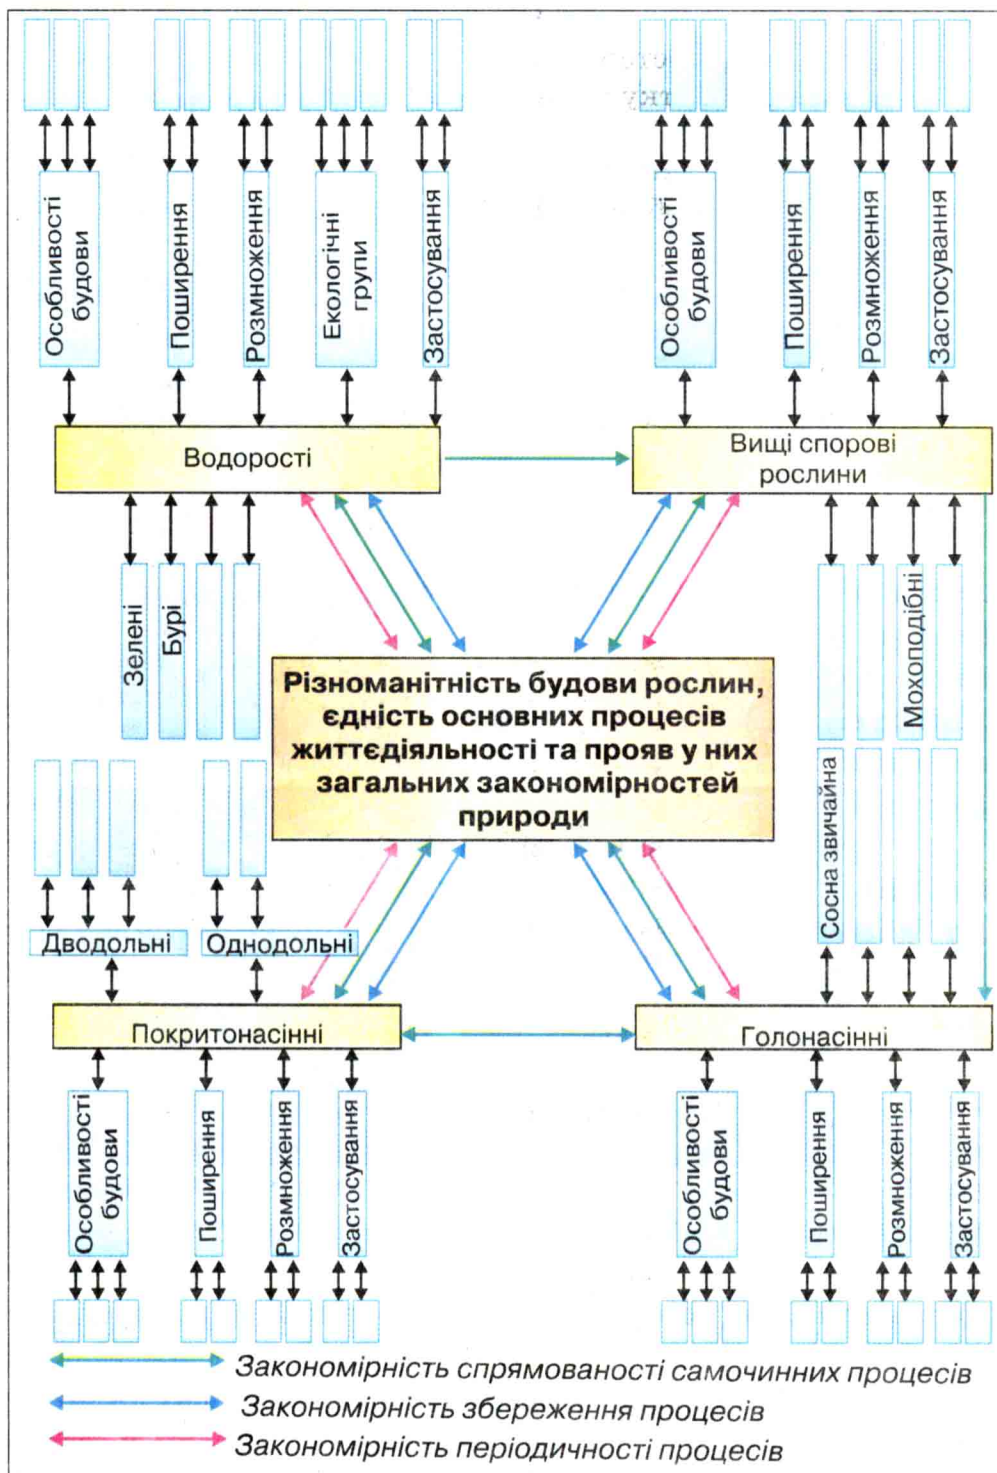 Особливості
будови
Поширення
Розмноження
Екологічні
групи
Застосування
Особливості
будови
Поширення
Розмноження
Застосування
Водорості
Вищі спорові
рослини
Зелені
Бурі
Мохоподібні
Різноманітність будови рослин,
єдність основних процесів
життєдіяльності та прояв у них
загальних закономірностей
природи
Сосна звичайна
Дводольні
Однодольні
Покритонасінні
Голонасінні
Особливості
будови
Поширення
Розмноження
Застосування
Особливості
будови
Поширення
Розмноження
Застосування
Закономірність спрямованості самочинних процесів
Закономірність збереження процесів
Закономірність періодичності процесів